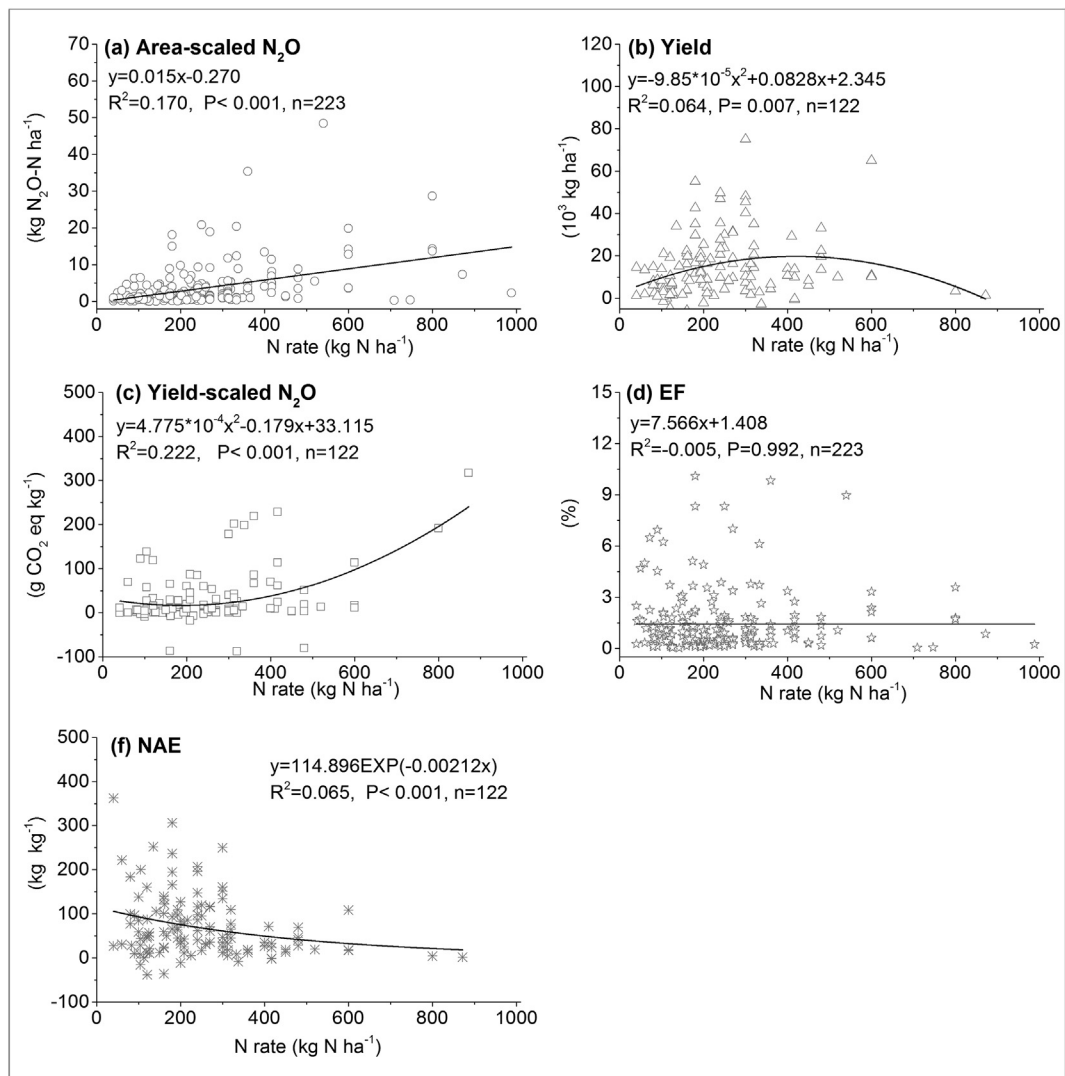 (a) Area-scaled N₂O
y=0.015x-0.270
R²=0.170, P< 0.001, n=223
(kg N₂O-N ha⁻¹)
70
60
50
40
30
20
10
0
0 200 400 600 800 1000
N rate (kg N ha⁻¹)
(b) Yield
y=-9.85*10⁻⁵x²+0.0828x+2.345
R²=0.064, P= 0.007, n=122
(10³ kg ha⁻¹)
120
100
80
60
40
20
0
0 200 400 600 800 1000
N rate (kg N ha⁻¹)
(c) Yield-scaled N₂O
y=4.775*10⁻⁴x²-0.179x+33.115
R²=0.222, P< 0.001, n=122
(g CO₂ eq kg⁻¹)
500
400
300
200
100
0
-100
0 200 400 600 800 1000
N rate (kg N ha⁻¹)
(d) EF
y=7.566x+1.408
R²=-0.005, P=0.992, n=223
(%)
15
12
9
6
3
0
0 200 400 600 800 1000
N rate (kg N ha⁻¹)
(f) NAE
y=114.896EXP(-0.00212x)
R²=0.065, P< 0.001, n=122
(kg kg⁻¹)
500
400
300
200
100
0
-100
0 200 400 600 800 1000
N rate (kg N ha⁻¹)